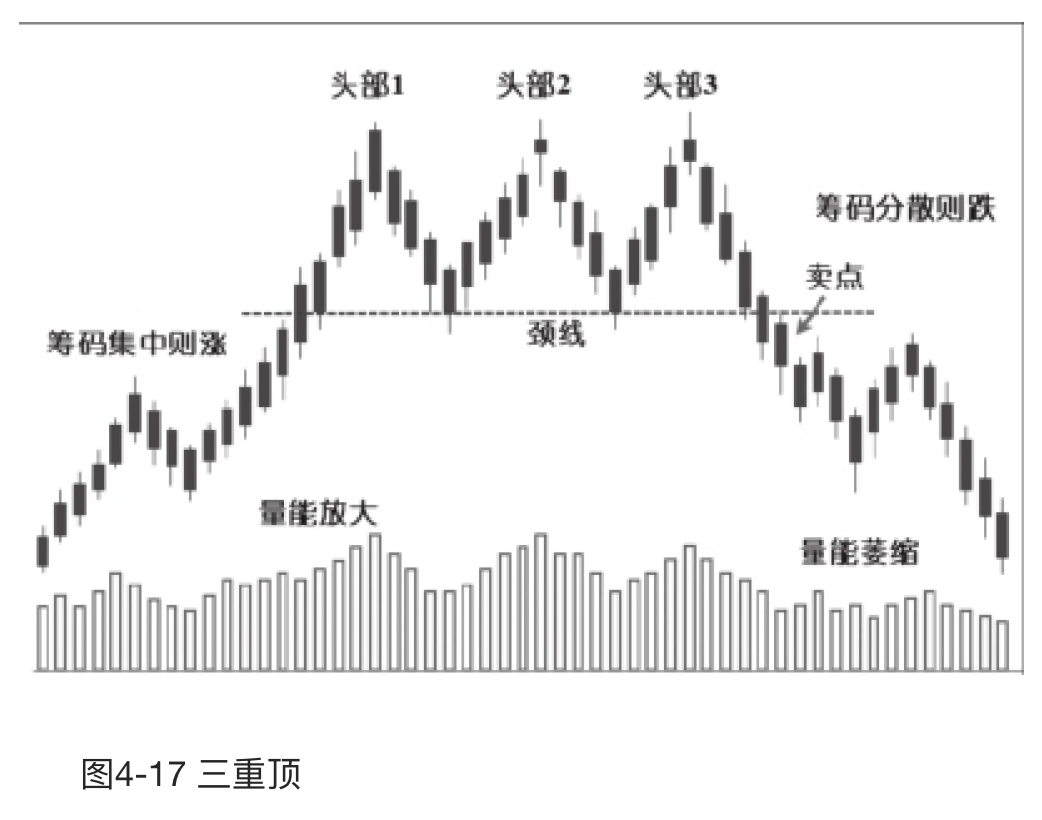 头部1 头部2 头部3
筹码分散则跌
卖点
颈线
筹码集中则涨
量能放大
量能萎缩
图4-17 三重顶